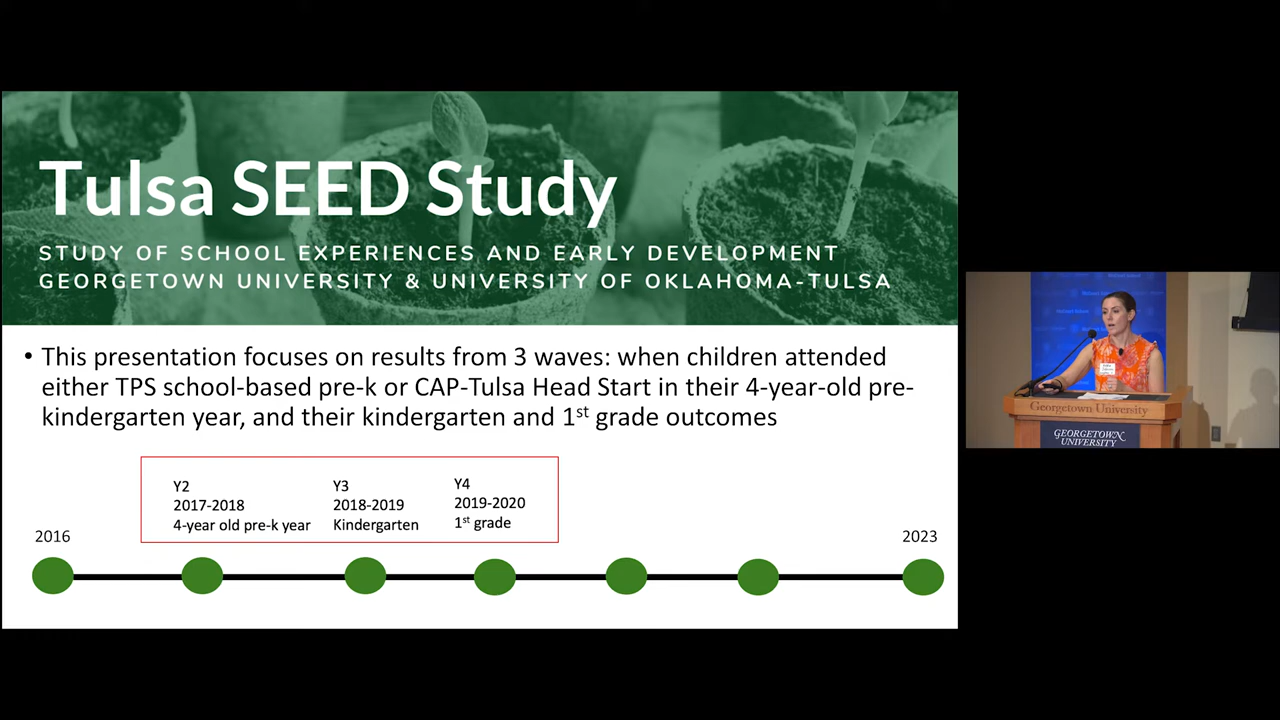 Tulsa SEED Study
STUDY OF SCHOOL EXPERIENCES AND EARLY DEVELOPMENT
GEORGETOWN UNIVERSITY & UNIVERSITY OF OKLAHOMA-TULSA
• This presentation focuses on results from 3 waves: when children attended
either TPS school-based pre-k or CAP-Tulsa Head Start in their 4-year-old pre-
kindergarten year, and their kindergarten and 1st grade outcomes
Y2
2017-2018
4-year old pre-k year
Y3
2018-2019
Kindergarten
Y4
2019-2020
1st grade
2016
2023
Georgetown University
GEORGETOWN
UNIVERSITY